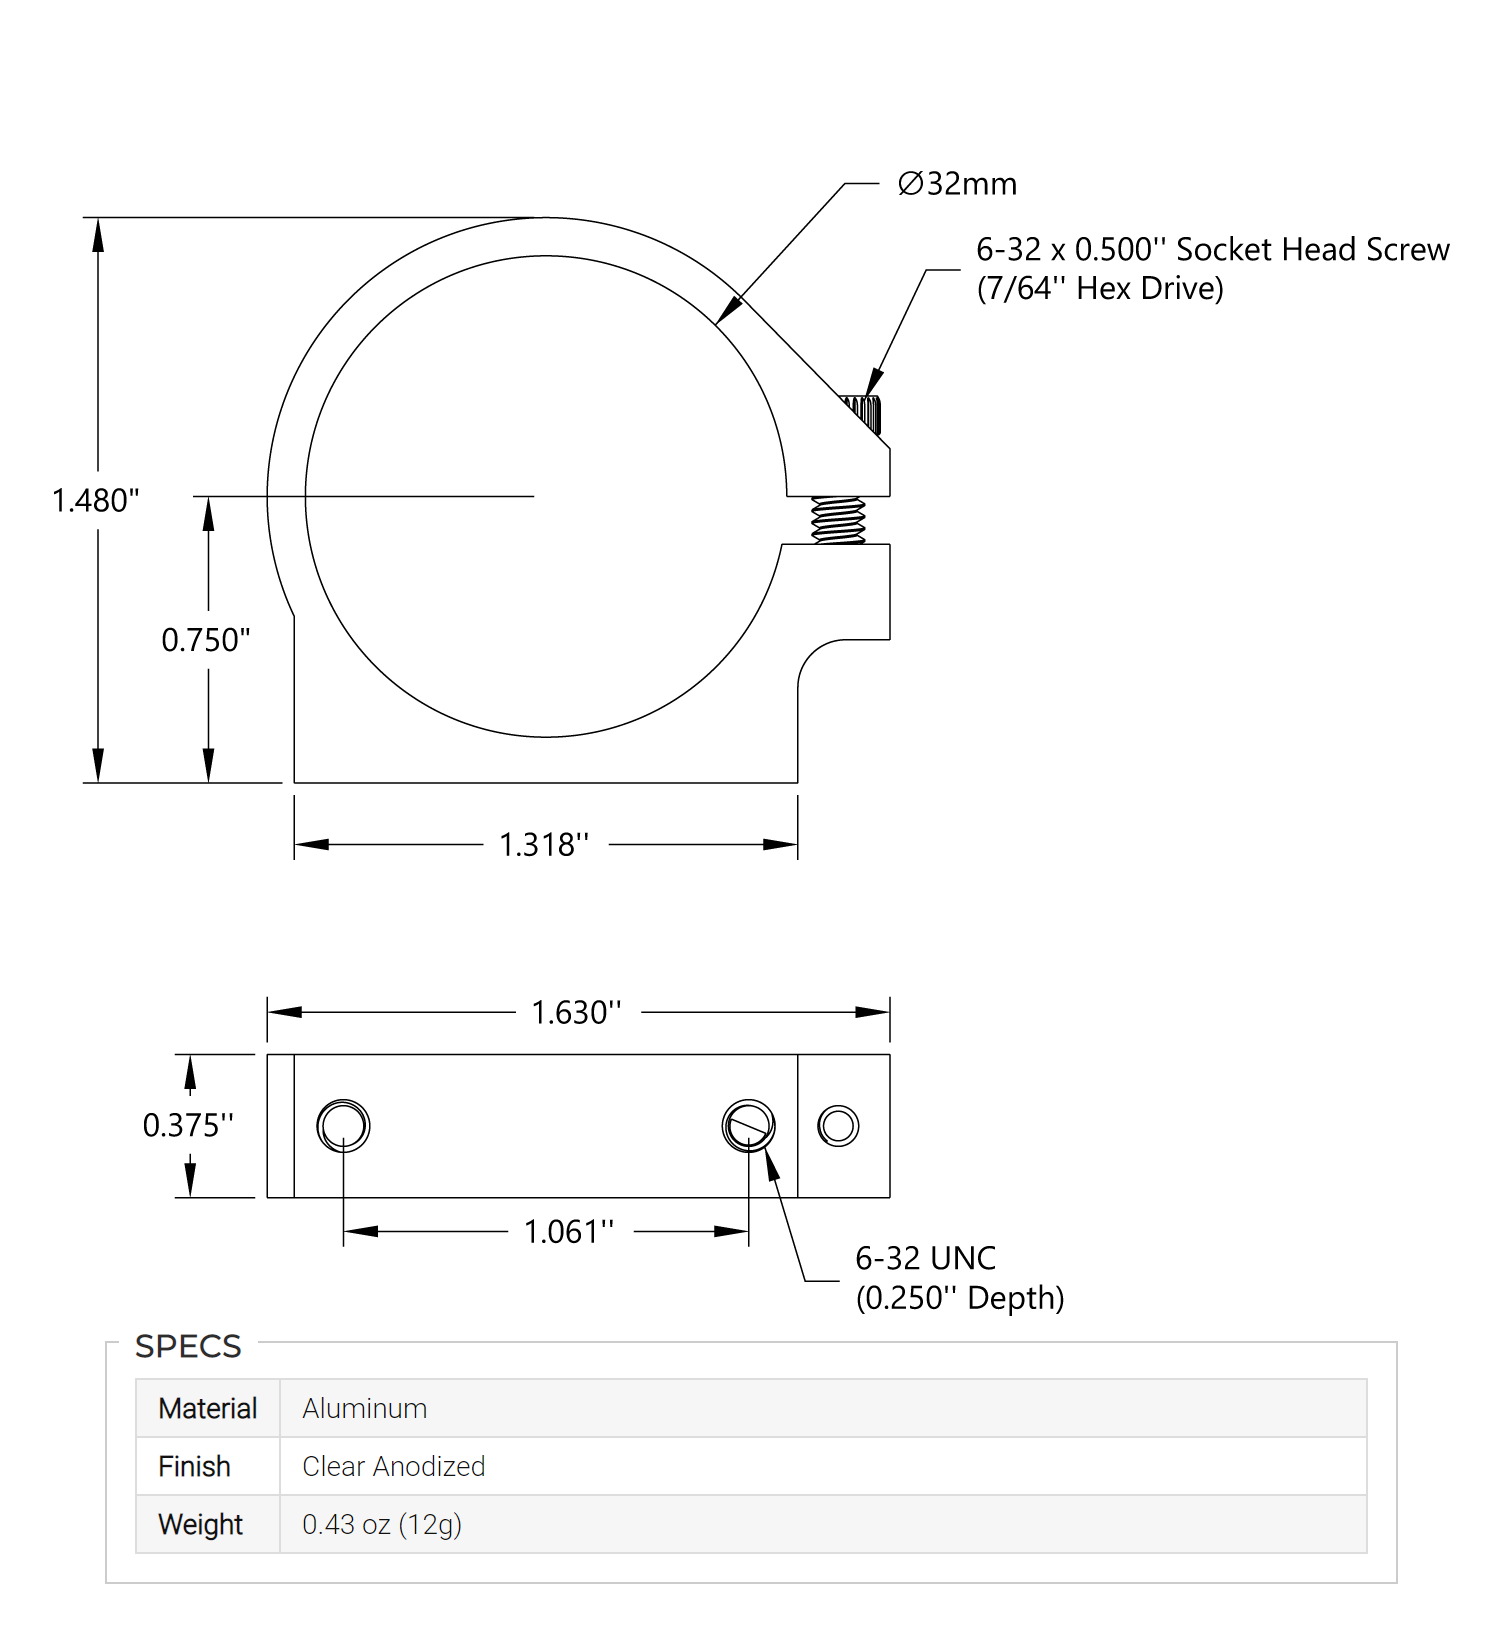 ∅32mm
6-32 x 0.500'' Socket Head Screw
(7/64'' Hex Drive)
1.480"
0.750"
1.318''
1.630''
0.375''
1.061''
6-32 UNC
(0.250'' Depth)
SPECS
Material Aluminum
Finish Clear Anodized
Weight 0.43 oz (12g)